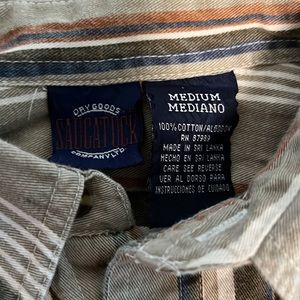 DRY GOODS
SAUGATUCK
COMPANY LTD.
MEDIUM
MEDIANO
100% COTTON/ALGODON
RN 87989
MADE IN SRI LANKA
HECHO EN SRI LANKA
CARE SEE REVERSE
VER AL DORSO PARA
INSTRUCCIONES DE CUIDADO